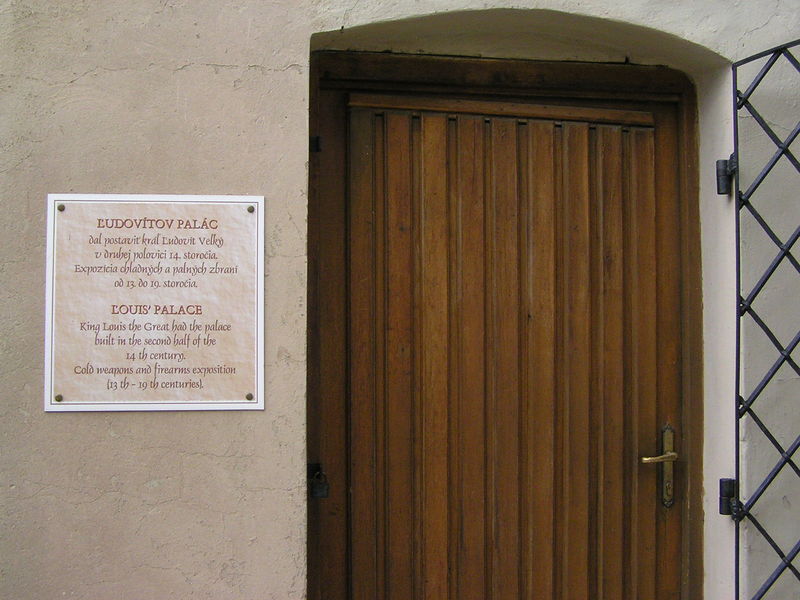 ĽUDOVÍTOV PALÁC
dal postaviť kráľ Ľudovít Veľký
v druhej polovici 14. storočia.
Expozícia chladných a palných zbraní
od 13. do 19. storočia.
ĽOUIS' PALACE
King Louis the Great had the palace
built in the second half of the
14 th century.
Cold weapons and firearms exposition
(13 th - 19 th centuries).